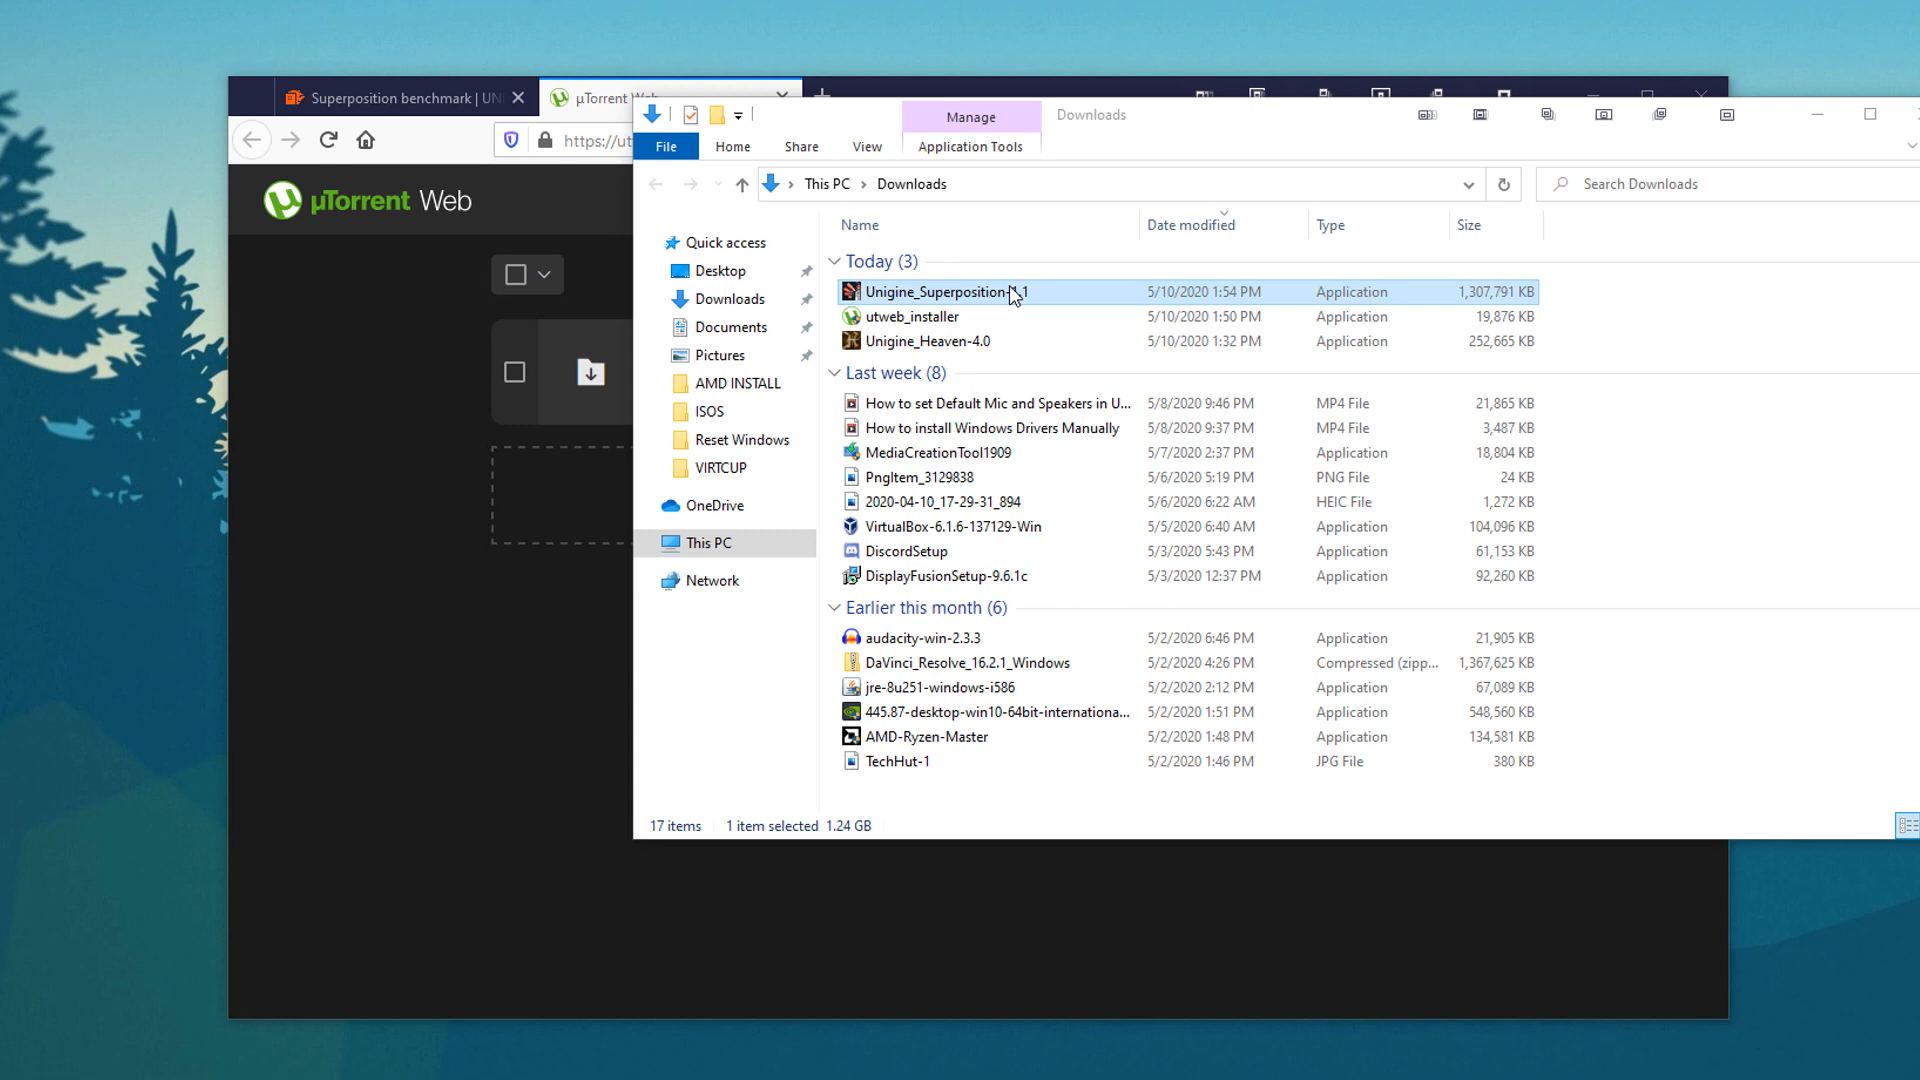 Superposition benchmark | UN
µTorrent Web
https://ut
µTorrent Web
Manage
Downloads
File
Home
Share
View
Application Tools
This PC
Downloads
Search Downloads
Name
Date modified
Type
Size
Quick access
Desktop
Downloads
Documents
Pictures
AMD INSTALL
ISOS
Reset Windows
VIRTCUP
OneDrive
This PC
Network
Today (3)
Unigine_Superposition-1.1 5/10/2020 1:54 PM Application 1,307,791 KB
utweb_installer 5/10/2020 1:50 PM Application 19,876 KB
Unigine_Heaven-4.0 5/10/2020 1:32 PM Application 252,665 KB
Last week (8)
How to set Default Mic and Speakers in U... 5/8/2020 9:46 PM MP4 File 21,865 KB
How to install Windows Drivers Manually 5/8/2020 9:37 PM MP4 File 3,487 KB
MediaCreationTool1909 5/7/2020 2:37 PM Application 18,804 KB
PngItem_3129838 5/6/2020 5:19 PM PNG File 24 KB
2020-04-10_17-29-31_894 5/6/2020 6:22 AM HEIC File 1,272 KB
VirtualBox-6.1.6-137129-Win 5/5/2020 6:40 AM Application 104,096 KB
DiscordSetup 5/3/2020 5:43 PM Application 61,153 KB
DisplayFusionSetup-9.6.1c 5/3/2020 12:37 PM Application 92,260 KB
Earlier this month (6)
audacity-win-2.3.3 5/2/2020 6:46 PM Application 21,905 KB
DaVinci_Resolve_16.2.1_Windows 5/2/2020 4:26 PM Compressed (zipp... 1,367,625 KB
jre-8u251-windows-i586 5/2/2020 2:12 PM Application 67,089 KB
445.87-desktop-win10-64bit-internationa... 5/2/2020 1:51 PM Application 548,560 KB
AMD-Ryzen-Master 5/2/2020 1:48 PM Application 134,581 KB
TechHut-1 5/2/2020 1:46 PM JPG File 380 KB
17 items
1 item selected 1.24 GB